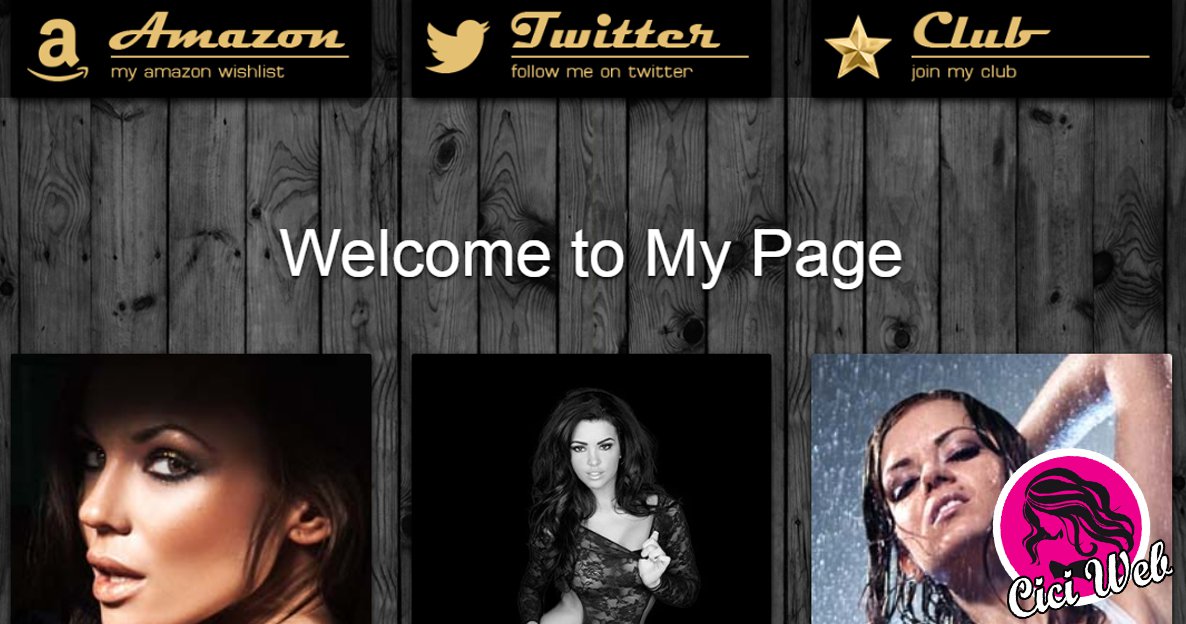 Amazon
my amazon wishlist
Twitter
follow me on twitter
Club
join my club
Welcome to My Page
Cici Web